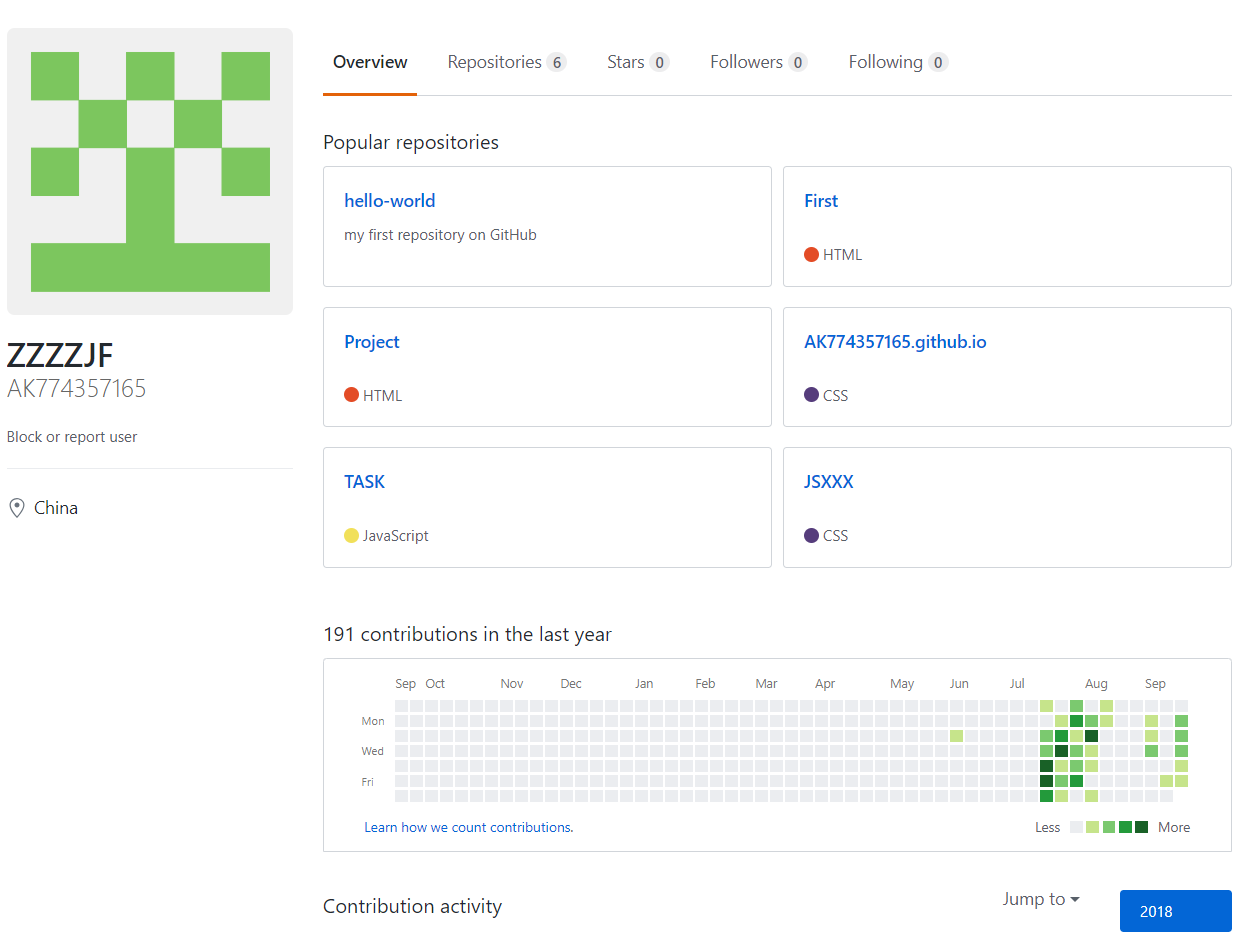 Overview Repositories 6 Stars 0 Followers 0 Following 0
Popular repositories
hello-world
my first repository on GitHub
First
HTML
Project
HTML
AK774357165.github.io
CSS
TASK
JavaScript
JSXXX
CSS
ZZZZJF
AK774357165
Block or report user
China
191 contributions in the last year
Sep Oct Nov Dec Jan Feb Mar Apr May Jun Jul Aug Sep
Mon
Wed
Fri
Learn how we count contributions.
Less More
Contribution activity
Jump to
2018